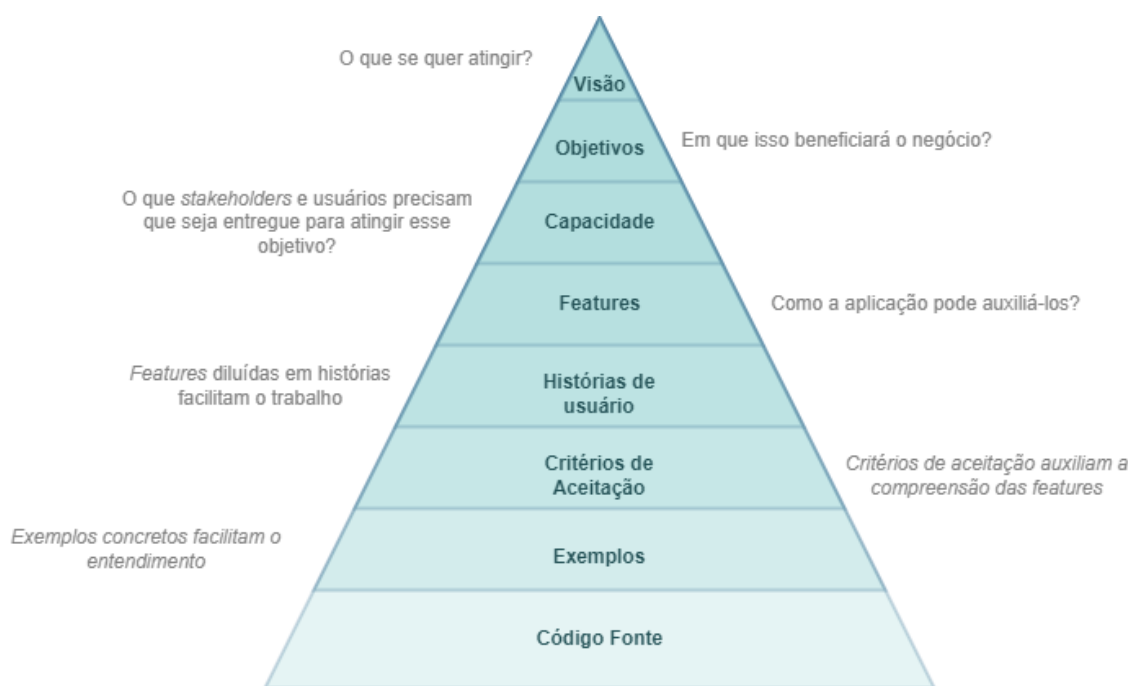 O que se quer atingir?
Visão
Objetivos
Em que isso beneficiará o negócio?
O que stakeholders e usuários precisam
que seja entregue para atingir esse
objetivo?
Capacidade
Features
Como a aplicação pode auxiliá-los?
Features diluídas em histórias
facilitam o trabalho
Histórias de
usuário
Critérios de
Aceitação
Critérios de aceitação auxiliam a
compreensão das features
Exemplos concretos facilitam o
entendimento
Exemplos
Código Fonte